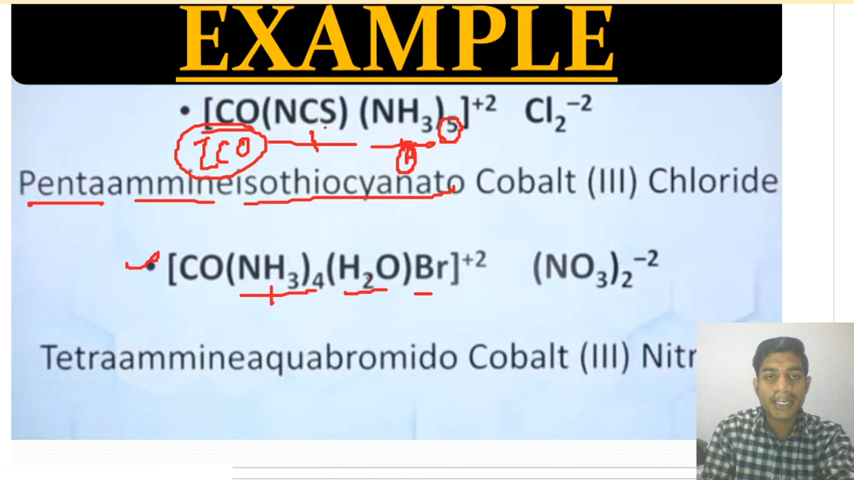 EXAMPLE
• [CO(NCS) (NH₃)₅]⁺² Cl₂⁻²
ICO A
Pentaammineisothiocyanato Cobalt (III) Chloride
• [CO(NH₃)₄(H₂O)Br]⁺² (NO₃)₂⁻²
Tetraammineaquabromido Cobalt (III) Nitr